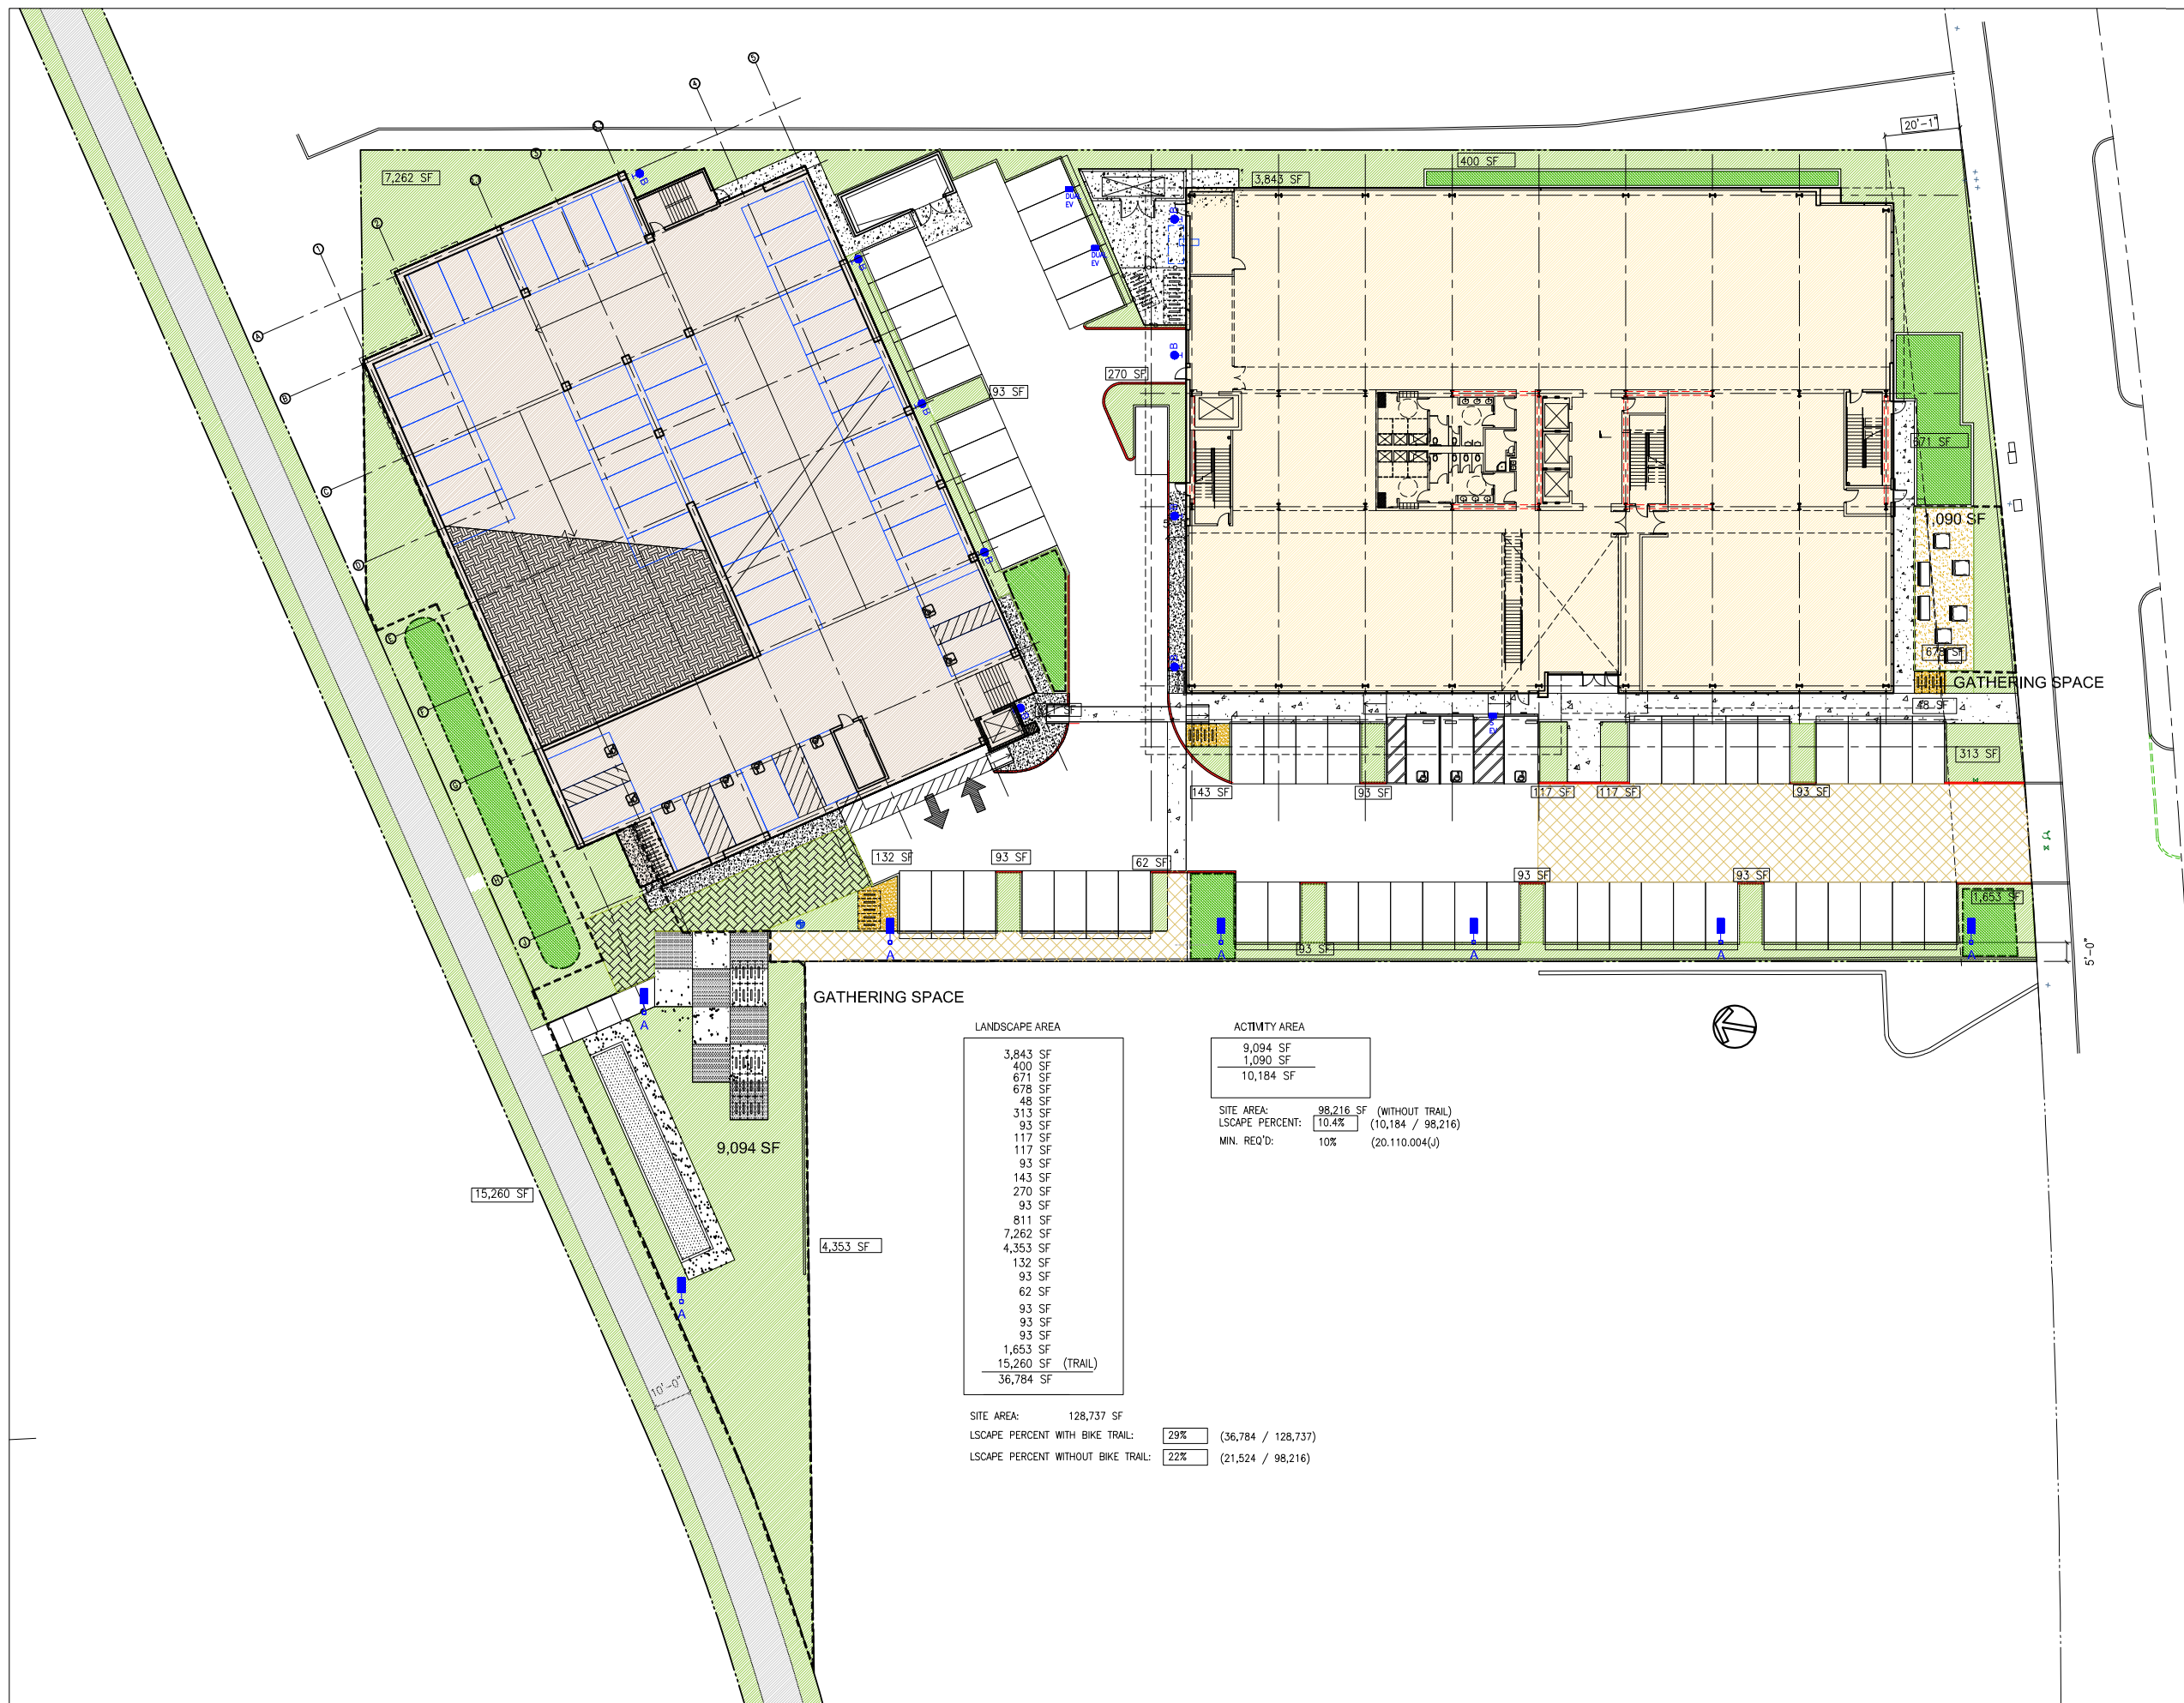 5
4
20'-1"
400 SF
7,262 SF
3,843 SF
B
DUAL
EV
B
1
B
DUAL
EV
A
B
270 SF
93 SF
B
B
671 SF
C
1,090 SF
B
D
678 SF
GATHERING SPACE
48 SF
B
EV
313 SF
G
143 SF
93 SF
117 SF
117 SF
93 SF
132 SF
93 SF
62 SF
93 SF
93 SF
H
1,653 SF
J
93 SF
A
A
A
A
A
5'-0"
GATHERING SPACE
A
LANDSCAPE AREA
3,843 SF
400 SF
671 SF
678 SF
48 SF
313 SF
93 SF
117 SF
117 SF
93 SF
143 SF
270 SF
93 SF
811 SF
7,262 SF
4,353 SF
132 SF
93 SF
62 SF
93 SF
93 SF
93 SF
1,653 SF
15,260 SF (TRAIL)
36,784 SF
ACTIVITY AREA
9,094 SF
1,090 SF
10,184 SF
SITE AREA: 98,216 SF (WITHOUT TRAIL)
LSCAPE PERCENT: 10.4% (10,184 / 98,216)
MIN. REQ'D: 10% (20.110.004(J)
9,094 SF
15,260 SF
4,353 SF
A
10'-0"
SITE AREA: 128,737 SF
LSCAPE PERCENT WITH BIKE TRAIL: 29% (36,784 / 128,737)
LSCAPE PERCENT WITHOUT BIKE TRAIL: 22% (21,524 / 98,216)